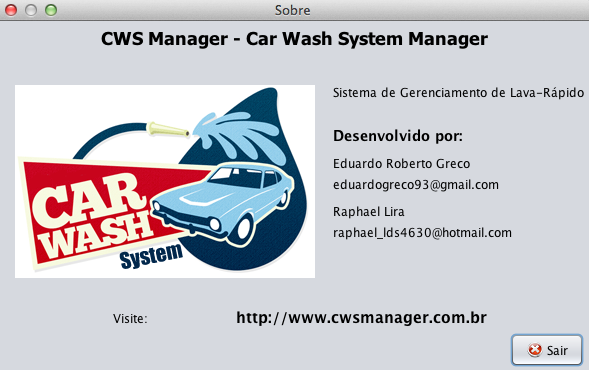 Sobre
CWS Manager - Car Wash System Manager
CAR
WASH
System
Sistema de Gerenciamento de Lava-Rápido
Desenvolvido por:
Eduardo Roberto Greco
eduardogreco93@gmail.com
Raphael Lira
raphael_lds4630@hotmail.com
Visite: http://www.cwsmanager.com.br
Sair